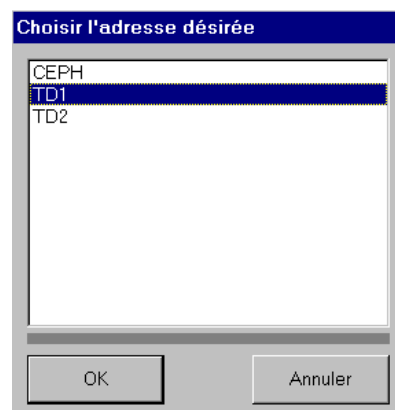 Choisir l'adresse désirée
CEPH
TD1
TD2
OK
Annuler